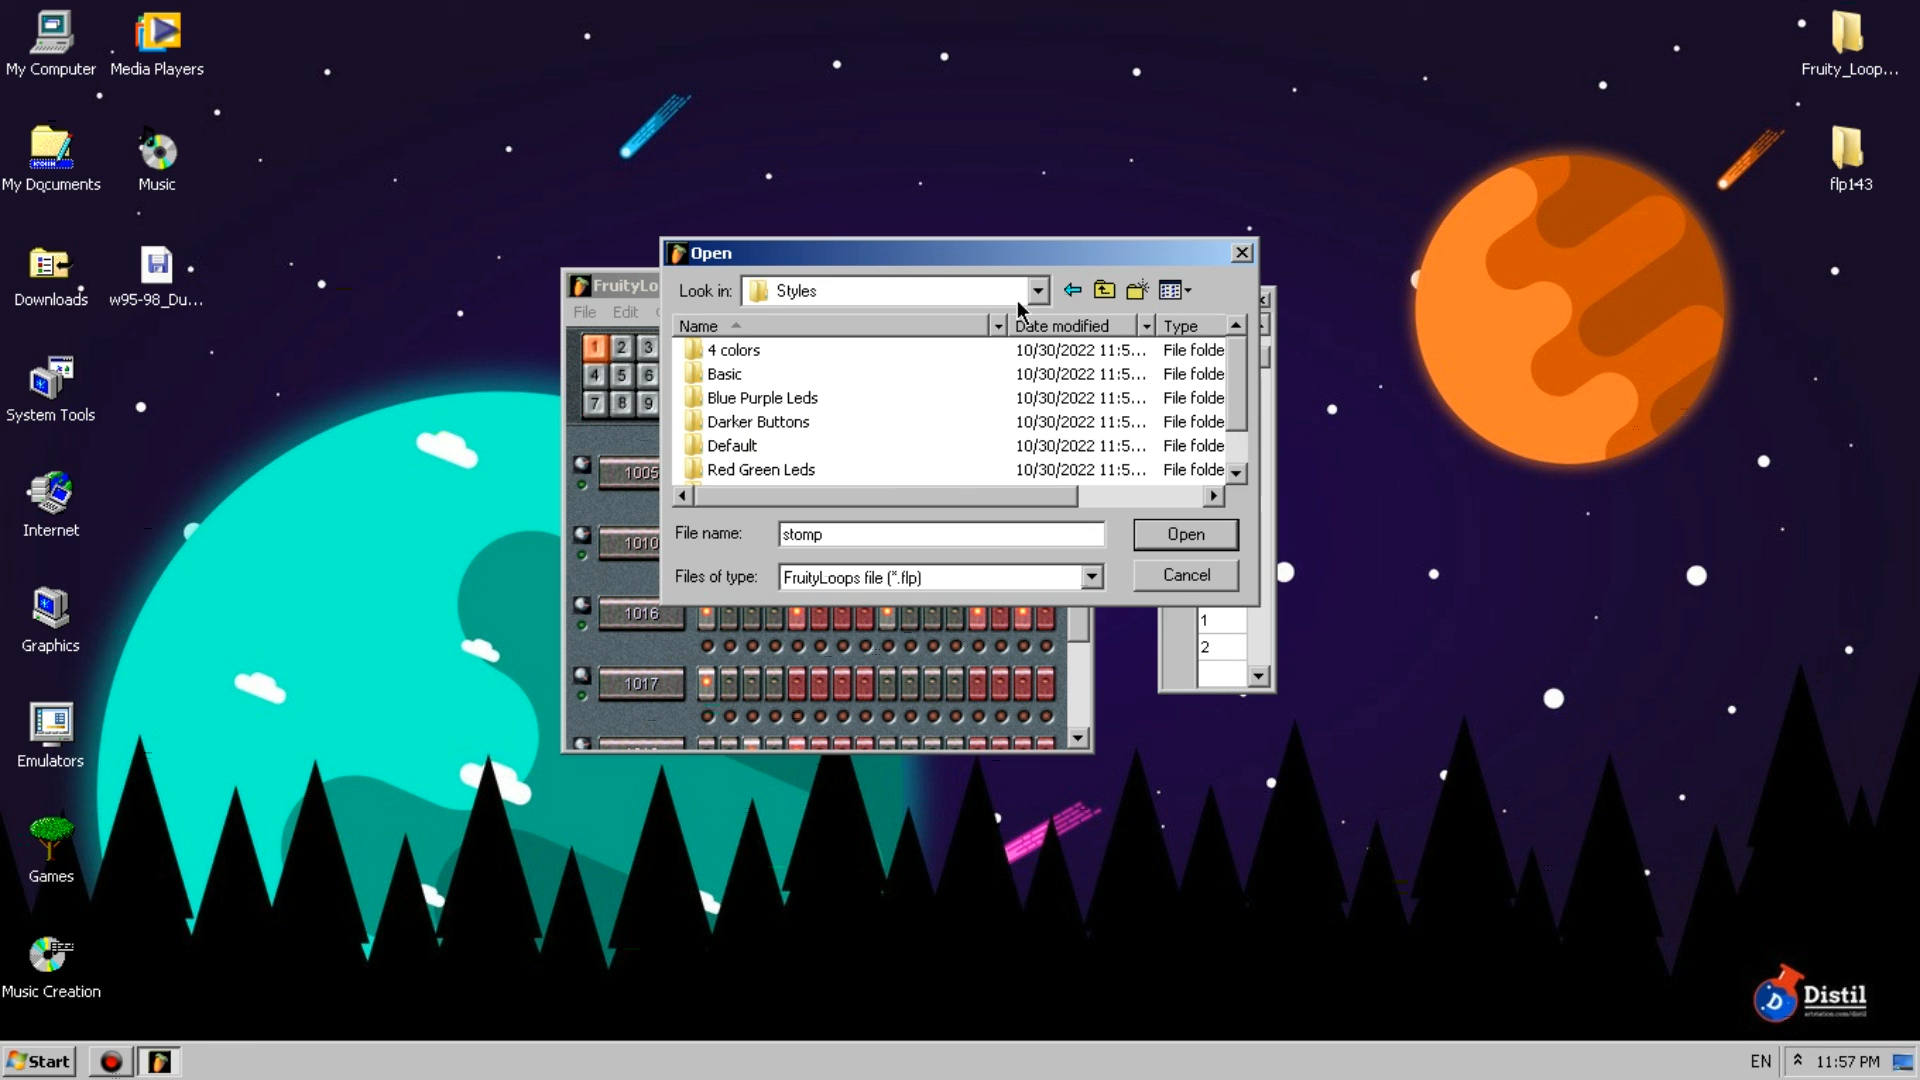 My Computer
Media Players
My Documents
Music
Downloads
w95-98_Du...
System Tools
Internet
Graphics
Emulators
Games
Music Creation
Fruity_Loop...
flp143
FruityLo
File Edit
1 2 3
4 5 6
7 8 9
1005
1010
1016
1017
Open
Look in: Styles
Name Date modified Type
4 colors 10/30/2022 11:5... File folde
Basic 10/30/2022 11:5... File folde
Blue Purple Leds 10/30/2022 11:5... File folde
Darker Buttons 10/30/2022 11:5... File folde
Default 10/30/2022 11:5... File folde
Red Green Leds 10/30/2022 11:5... File folde
File name: stomp Open
Files of type: FruityLoops file (*.flp) Cancel
1
2
Distil
Start
EN 11:57 PM